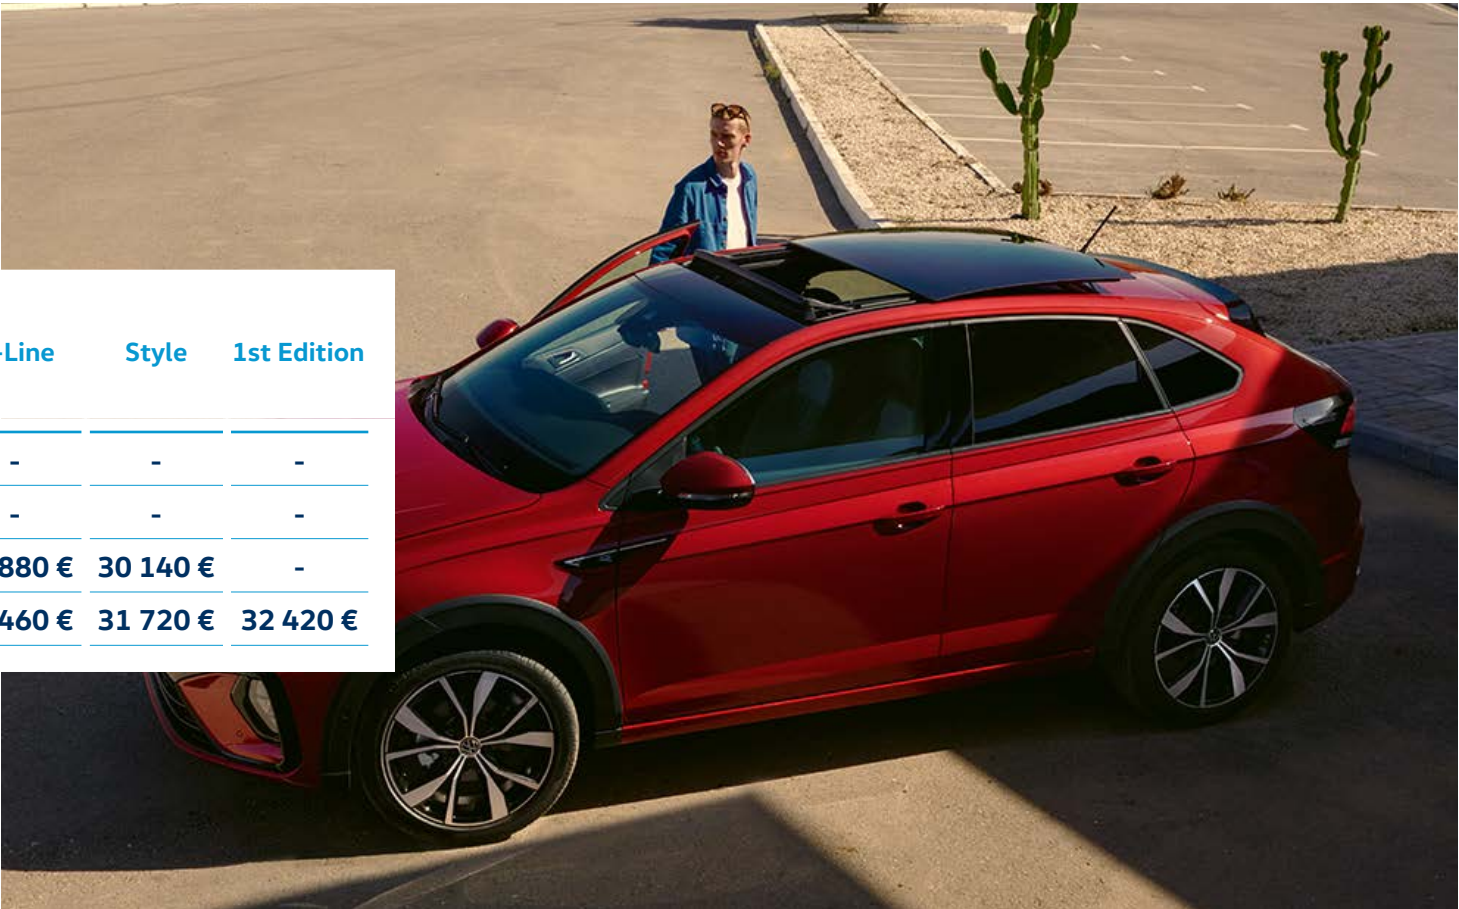 -Line Style 1st Edition
- - -
- - -
880 € 30 140 € -
460 € 31 720 € 32 420 €